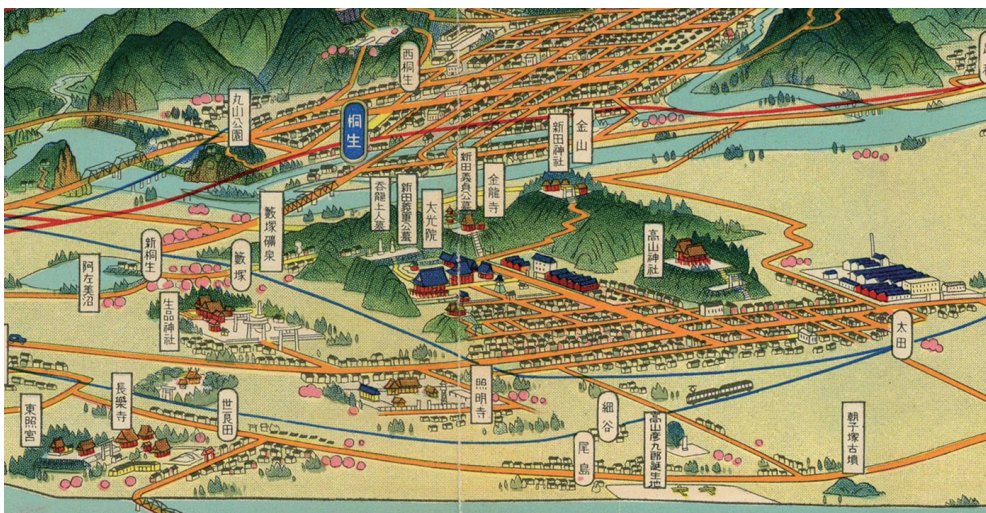 西桐生
丸山公園
桐生
金山
新田神社
新田義貞公墓
金龍寺
呑龍上人墓
新田義重公墓
大光院
藪塚礦泉
高山神社
新桐生
藪塚
阿左美沼
生品神社
太田
照明寺
長樂寺
世良田
東照宮
細谷
尾島
高山彦九郎誕生地
朝子塚古墳